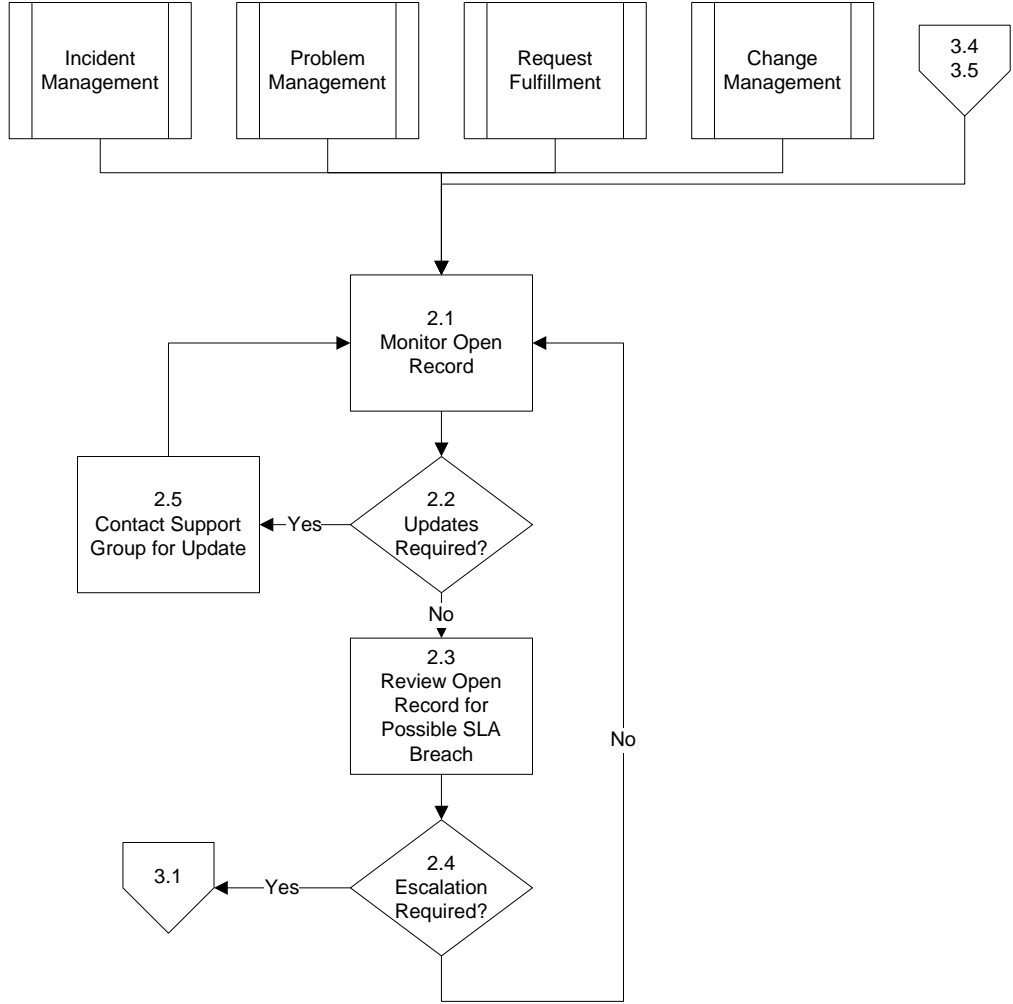 Incident
Management
Problem
Management
Request
Fulfillment
Change
Management
3.4
3.5
2.1
Monitor Open
Record
2.5
Contact Support
Group for Update
Yes
2.2
Updates
Required?
No
2.3
Review Open
Record for
Possible SLA
Breach
No
3.1
Yes
2.4
Escalation
Required?